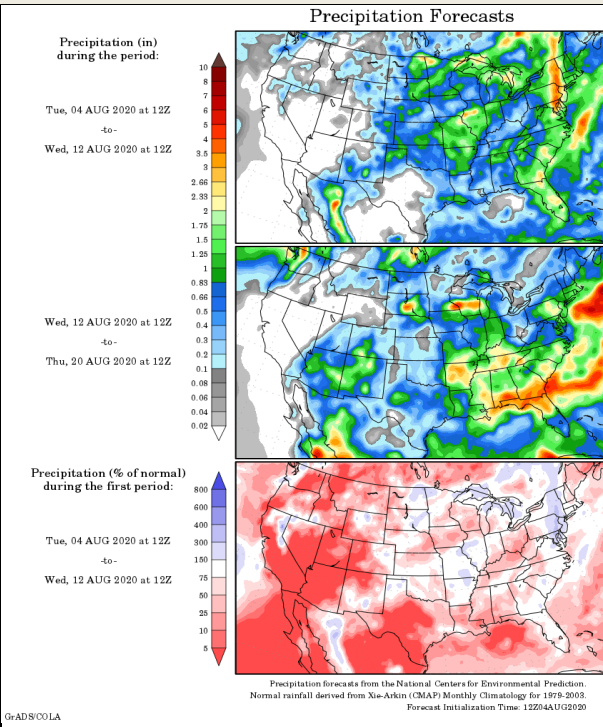 Precipitation Forecasts
Precipitation (in)
during the period:
Tue, 04 AUG 2020 at 12Z
-to-
Wed, 12 AUG 2020 at 12Z
10
8
7
6
5
4
3.5
3
2.66
2.33
2
1.75
1.5
1.25
1
0.83
0.66
0.5
0.4
0.3
0.2
0.1
0.08
0.06
0.04
0.02
Wed, 12 AUG 2020 at 12Z
-to-
Thu, 20 AUG 2020 at 12Z
Precipitation (% of normal)
during the first period:
Tue, 04 AUG 2020 at 12Z
-to-
Wed, 12 AUG 2020 at 12Z
800
600
400
300
150
75
50
25
10
5
Precipitation forecasts from the National Centers for Environmental Prediction.
Normal rainfall derived from Xie-Arkin (CMAP) Monthly Climatology for 1979-2003.
Forecast Initialization Time: 12Z04AUG2020
GrADS/COLA